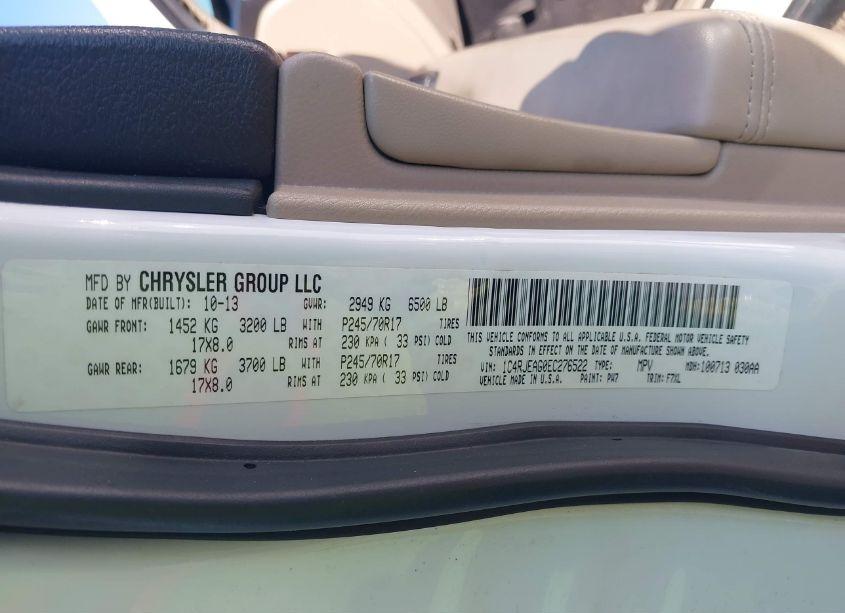 MFD BY CHRYSLER GROUP LLC
DATE OF MFR(BUILT): 10-13 GVWR: 2949 KG 6500 LB
GAWR FRONT: 1452 KG 3200 LB WITH P245/70R17 TIRES
17X8.0 RIMS AT 230 KPA ( 33 PSI) COLD
GAWR REAR: 1679 KG 3700 LB WITH P245/70R17 TIRES
17X8.0 RIMS AT 230 KPA ( 33 PSI) COLD
THIS VEHICLE CONFORMS TO ALL APPLICABLE U.S.A. FEDERAL MOTOR VEHICLE SAFETY
STANDARDS IN EFFECT ON THE DATE OF MANUFACTURE SHOWN ABOVE.
VIN: 1C4RJEAG0EC276522 TYPE: MPV MDH: 100713 030AA
VEHICLE MADE IN U.S.A. PAINT: PW7 TRIM: F7XL